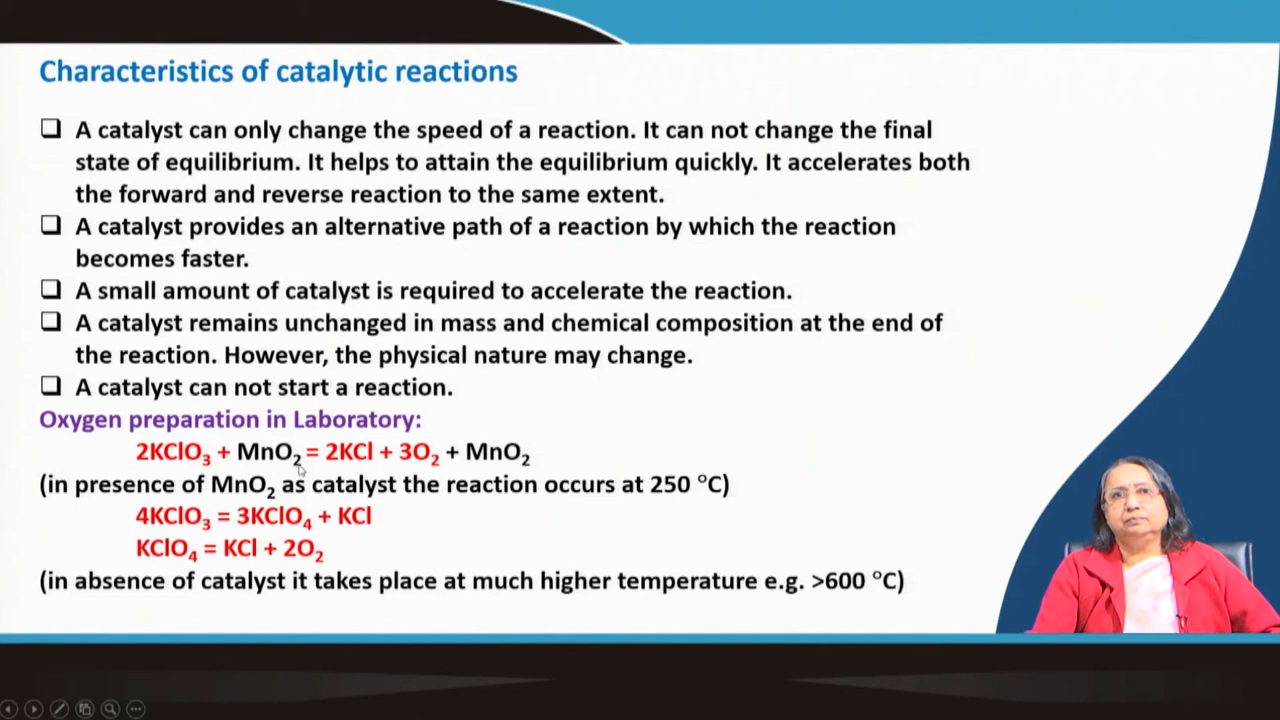 Characteristics of catalytic reactions
❑ A catalyst can only change the speed of a reaction. It can not change the final
state of equilibrium. It helps to attain the equilibrium quickly. It accelerates both
the forward and reverse reaction to the same extent.
❑ A catalyst provides an alternative path of a reaction by which the reaction
becomes faster.
❑ A small amount of catalyst is required to accelerate the reaction.
❑ A catalyst remains unchanged in mass and chemical composition at the end of
the reaction. However, the physical nature may change.
❑ A catalyst can not start a reaction.
Oxygen preparation in Laboratory:
2KClO₃ + MnO₂ = 2KCl + 3O₂ + MnO₂
(in presence of MnO₂ as catalyst the reaction occurs at 250 °C)
4KClO₃ = 3KClO₄ + KCl
KClO₄ = KCl + 2O₂
(in absence of catalyst it takes place at much higher temperature e.g. >600 °C)